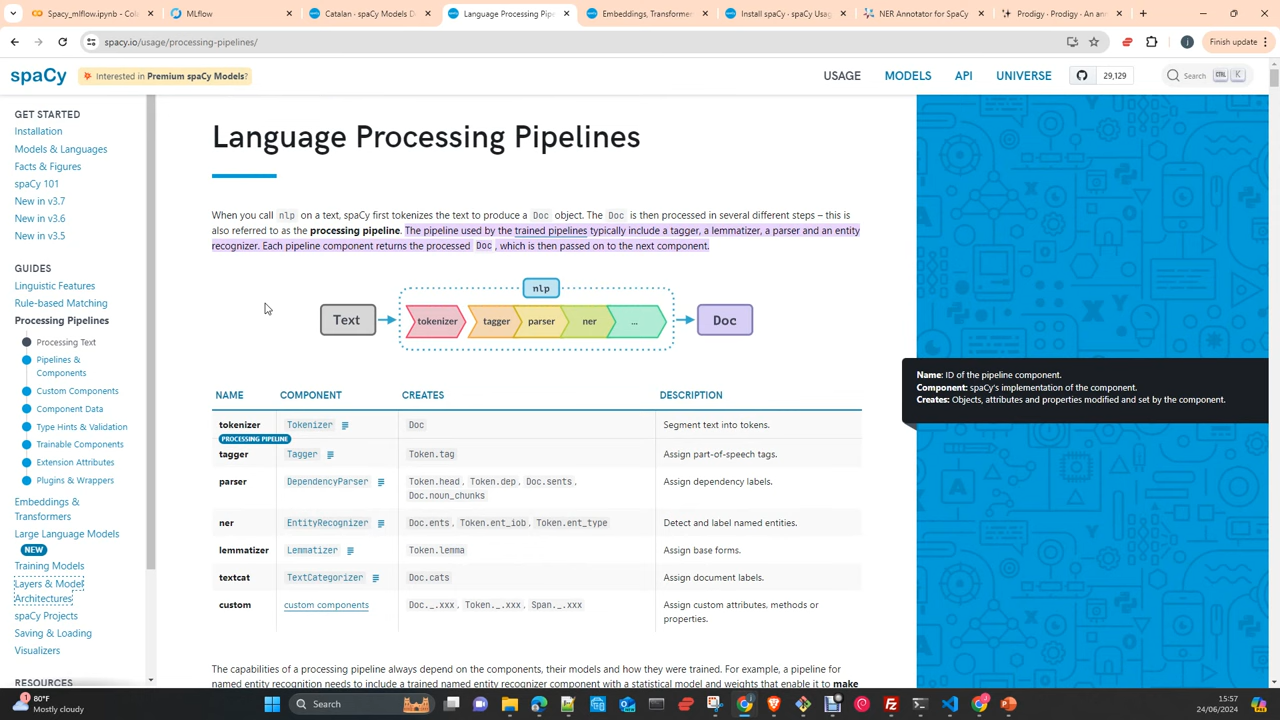 Spacy_mlflow.ipynb - Col
MLflow
Catalan · spaCy Models D
Language Processing Pipe
Embeddings, Transforme
Install spaCy · spaCy Usag
NER Annotator for SpaCy
Prodigy · Prodigy · An an
spacy.io/usage/processing-pipelines/
Finish update
spaCy
Interested in Premium spaCy Models?
USAGE
MODELS
API
UNIVERSE
29,129
Search CTRL K
GET STARTED
Installation
Models & Languages
Facts & Figures
spaCy 101
New in v3.7
New in v3.6
New in v3.5
GUIDES
Linguistic Features
Rule-based Matching
Processing Pipelines
Processing Text
Pipelines &
Components
Custom Components
Component Data
Type Hints & Validation
Trainable Components
Extension Attributes
Plugins & Wrappers
Embeddings &
Transformers
Large Language Models
NEW
Training Models
Layers & Model
Architectures
spaCy Projects
Saving & Loading
Visualizers
RESOURCES
Language Processing Pipelines
When you call nlp on a text, spaCy first tokenizes the text to produce a Doc object. The Doc is then processed in several different steps – this is
also referred to as the processing pipeline. The pipeline used by the trained pipelines typically include a tagger, a lemmatizer, a parser and an entity
recognizer. Each pipeline component returns the processed Doc, which is then passed on to the next component.
nlp
Text
tokenizer
tagger
parser
ner
...
Doc
NAME COMPONENT CREATES DESCRIPTION
tokenizer Tokenizer Doc Segment text into tokens.
PROCESSING PIPELINE
tagger Tagger Token.tag Assign part-of-speech tags.
parser DependencyParser Token.head, Token.dep, Doc.sents, Assign dependency labels.
Doc.noun_chunks
ner EntityRecognizer Doc.ents, Token.ent_iob, Token.ent_type Detect and label named entities.
lemmatizer Lemmatizer Token.lemma Assign base forms.
textcat TextCategorizer Doc.cats Assign document labels.
custom custom components Doc._.xxx, Token._.xxx, Span._.xxx Assign custom attributes, methods or
properties.
The capabilities of a processing pipeline always depend on the components, their models and how they were trained. For example, a pipeline for
named entity recognition needs to include a trained named entity recognizer component with a statistical model and weights that enable it to make
Name: ID of the pipeline component.
Component: spaCy's implementation of the component.
Creates: Objects, attributes and properties modified and set by the component.
80°F
Mostly cloudy
Search
15:57
24/06/2024